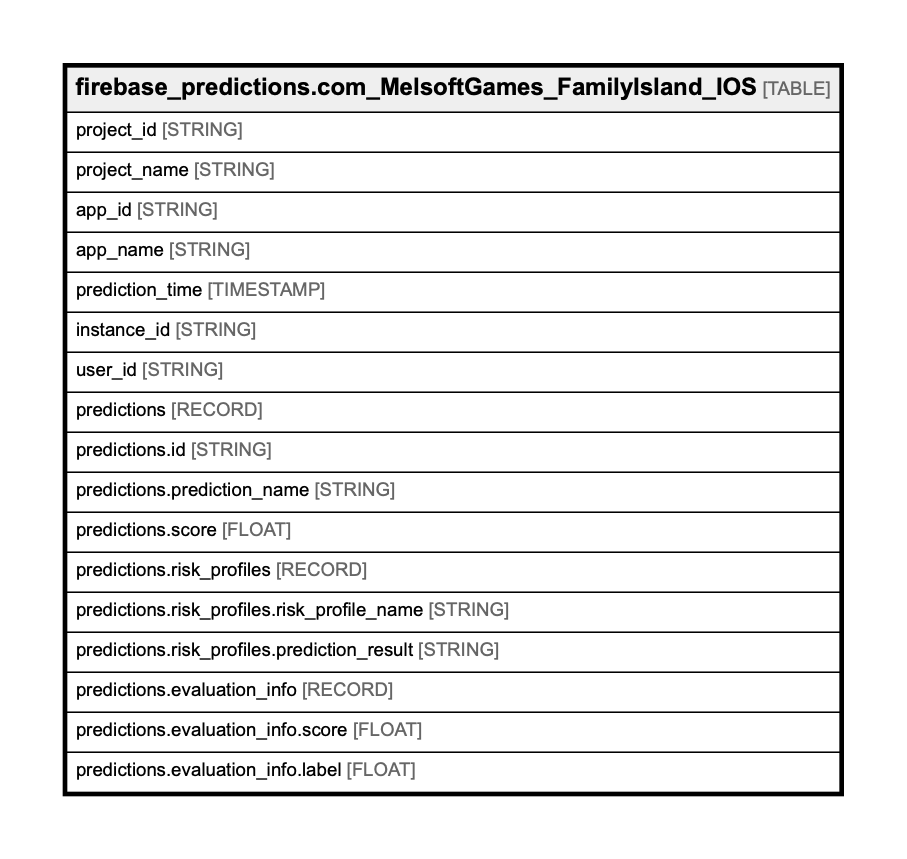 firebase_predictions.com_MelsoftGames_FamilyIsland_IOS [TABLE]
project_id [STRING]
project_name [STRING]
app_id [STRING]
app_name [STRING]
prediction_time [TIMESTAMP]
instance_id [STRING]
user_id [STRING]
predictions [RECORD]
predictions.id [STRING]
predictions.prediction_name [STRING]
predictions.score [FLOAT]
predictions.risk_profiles [RECORD]
predictions.risk_profiles.risk_profile_name [STRING]
predictions.risk_profiles.prediction_result [STRING]
predictions.evaluation_info [RECORD]
predictions.evaluation_info.score [FLOAT]
predictions.evaluation_info.label [FLOAT]